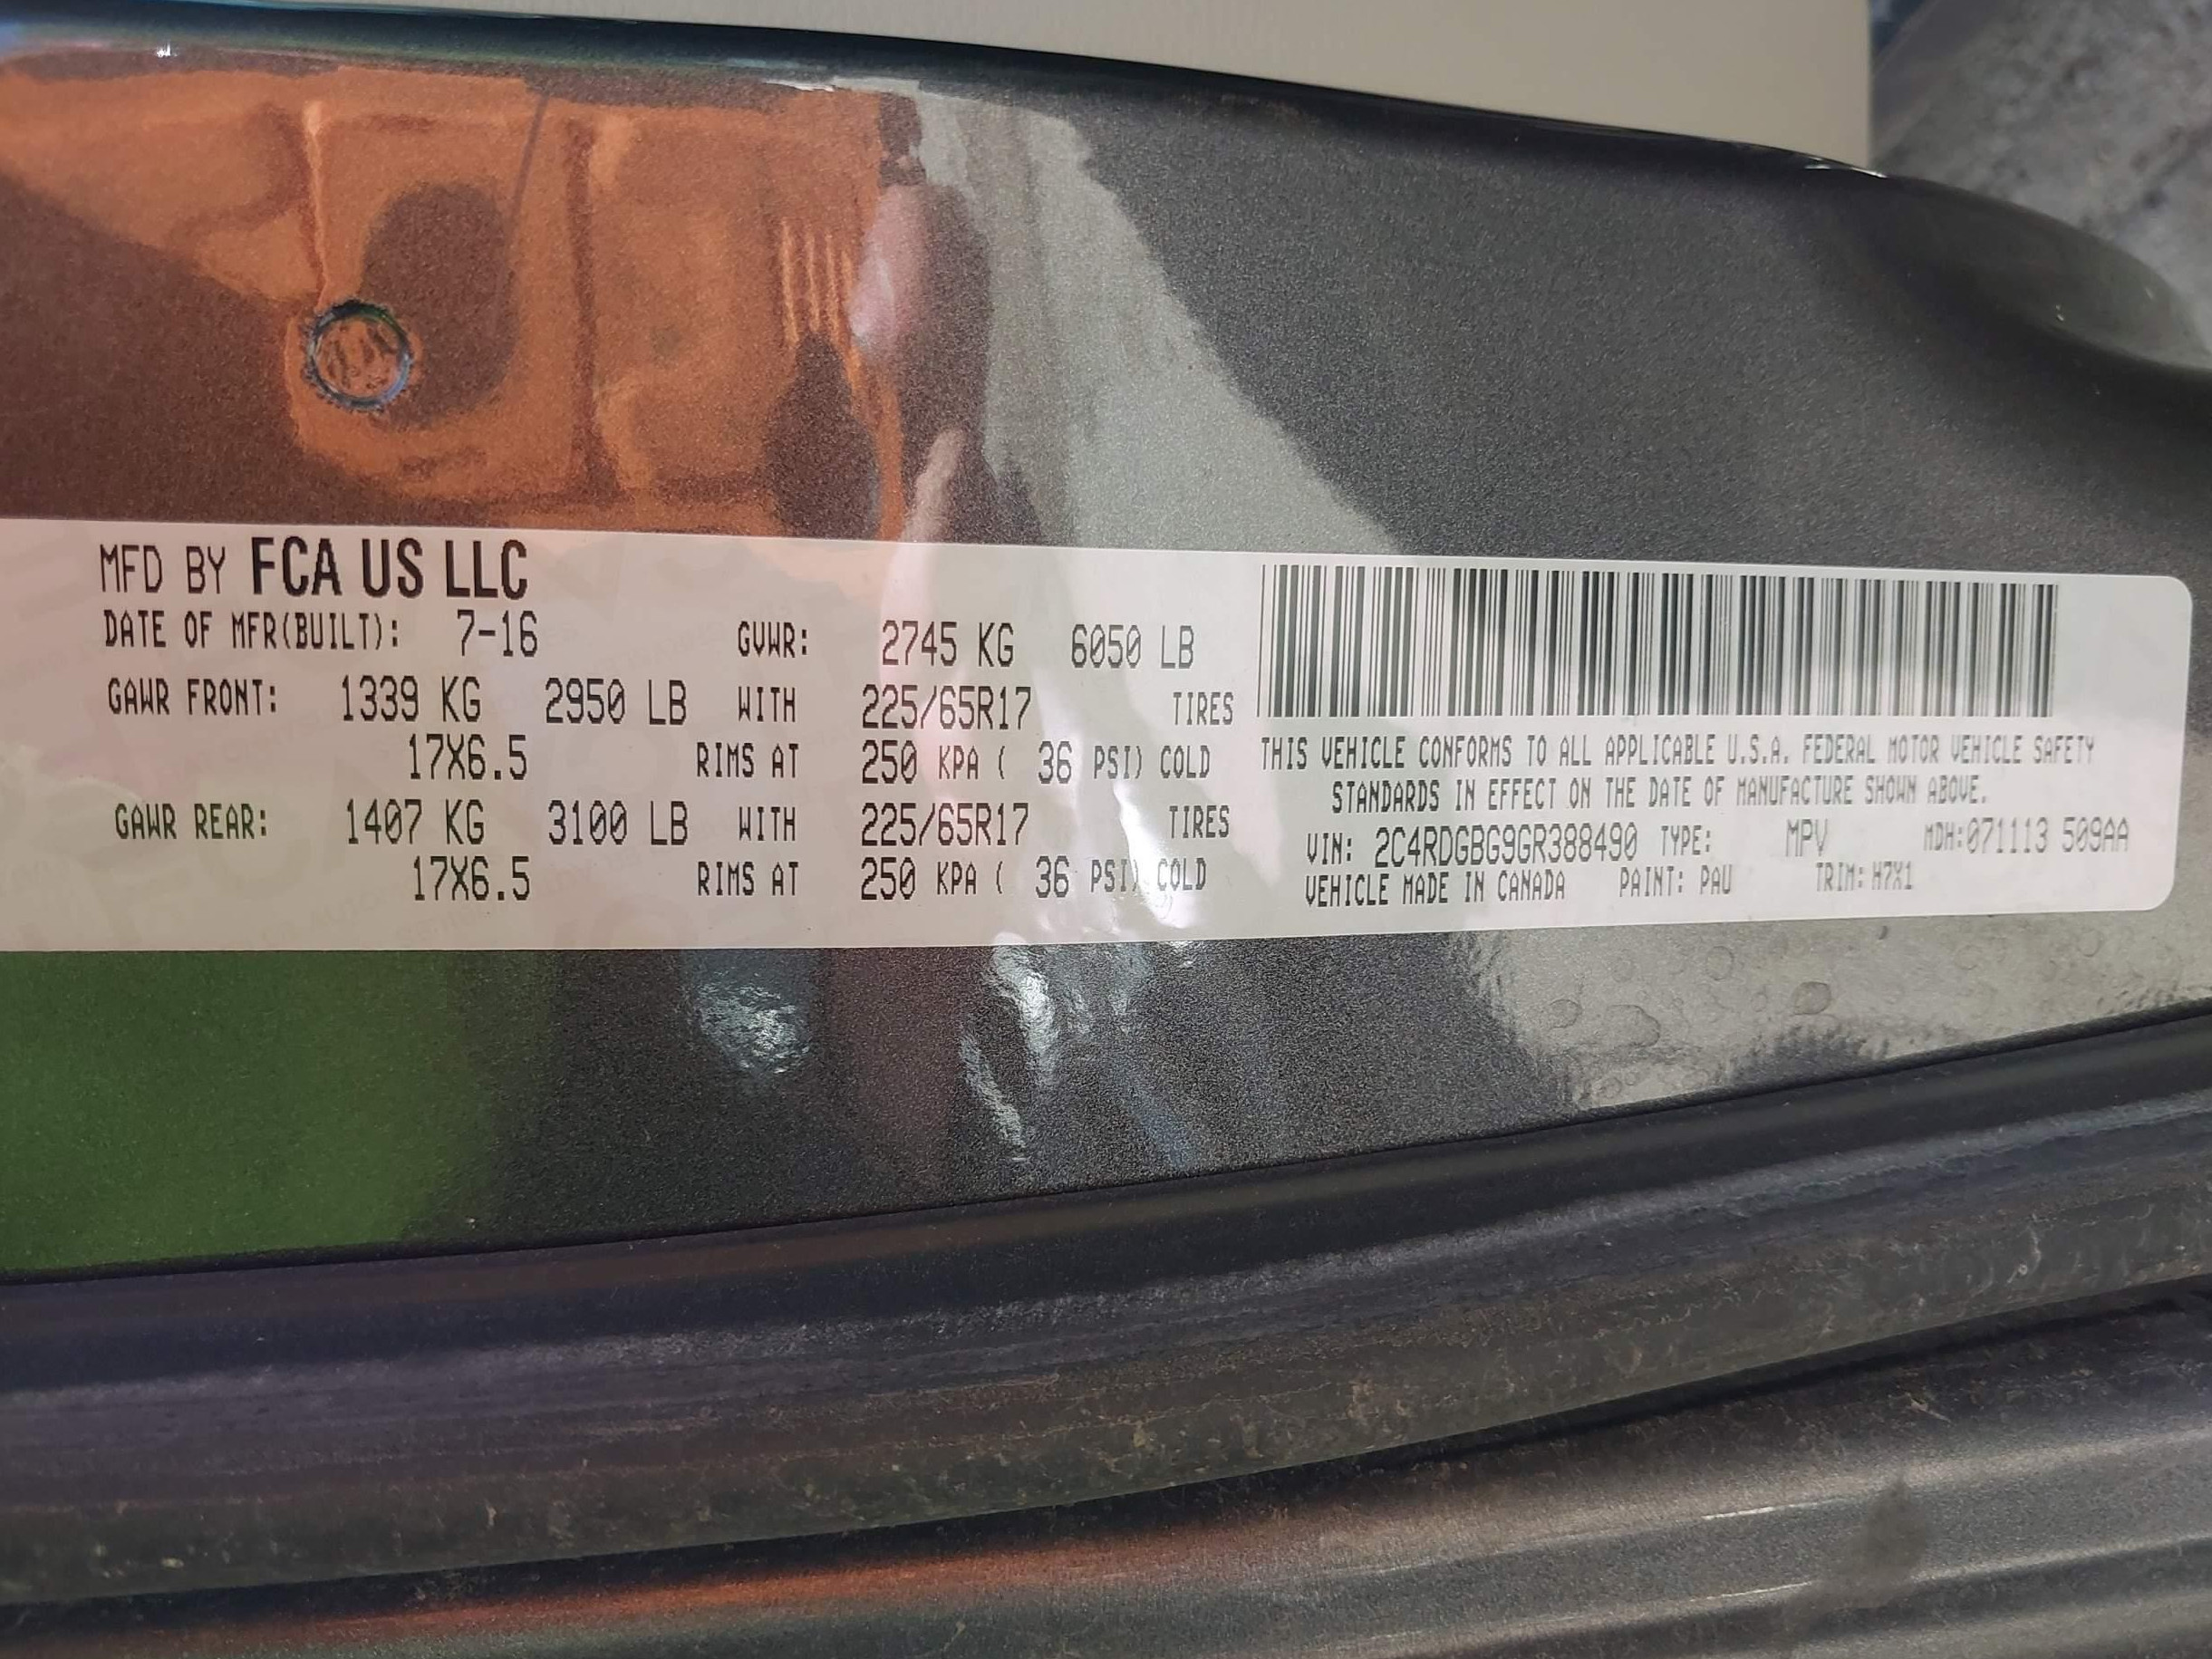 MFD BY FCA US LLC
DATE OF MFR(BUILT): 7-16 GVWR: 2745 KG 6050 LB
GAWR FRONT: 1339 KG 2950 LB WITH 225/65R17 TIRES
17X6.5 RIMS AT 250 KPA ( 36 PSI) COLD
GAWR REAR: 1407 KG 3100 LB WITH 225/65R17 TIRES
17X6.5 RIMS AT 250 KPA ( 36 PSI) COLD
THIS VEHICLE CONFORMS TO ALL APPLICABLE U.S.A. FEDERAL MOTOR VEHICLE SAFETY
STANDARDS IN EFFECT ON THE DATE OF MANUFACTURE SHOWN ABOVE.
VIN: 2C4RDGBG9GR388490 TYPE: MPV MDH:071113 509AA
VEHICLE MADE IN CANADA PAINT: PAU TRIM: H7X1